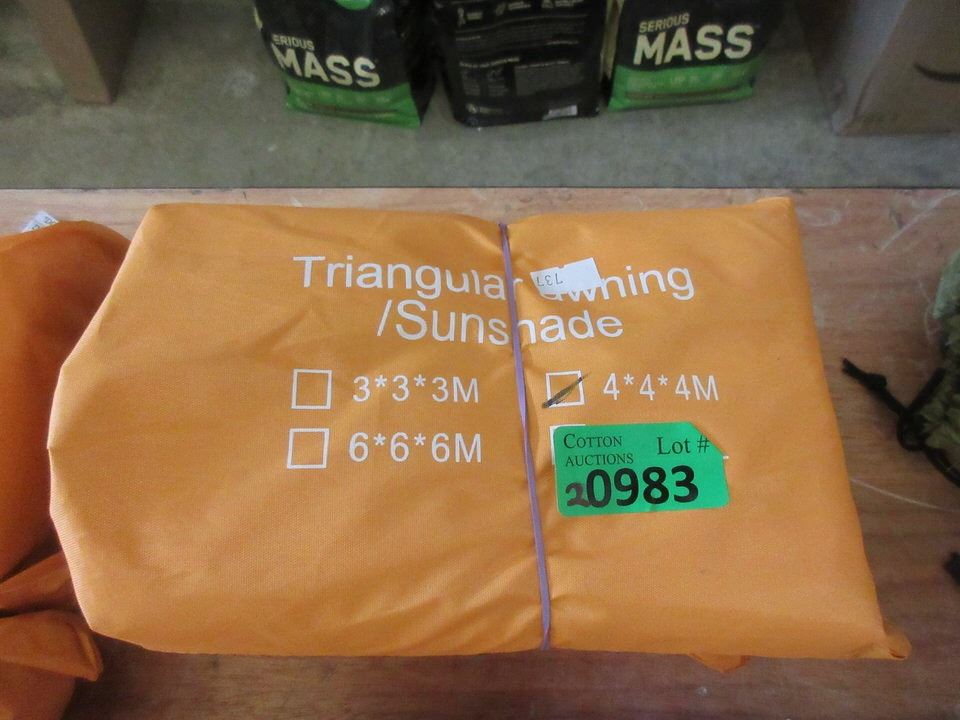 SERIOUS
MASS
SERIOUS
MASS
Triangular awning
/Sunshade
737
3*3*3M
4*4*4M
6*6*6M
COTTON
AUCTIONS
Lot #
20983